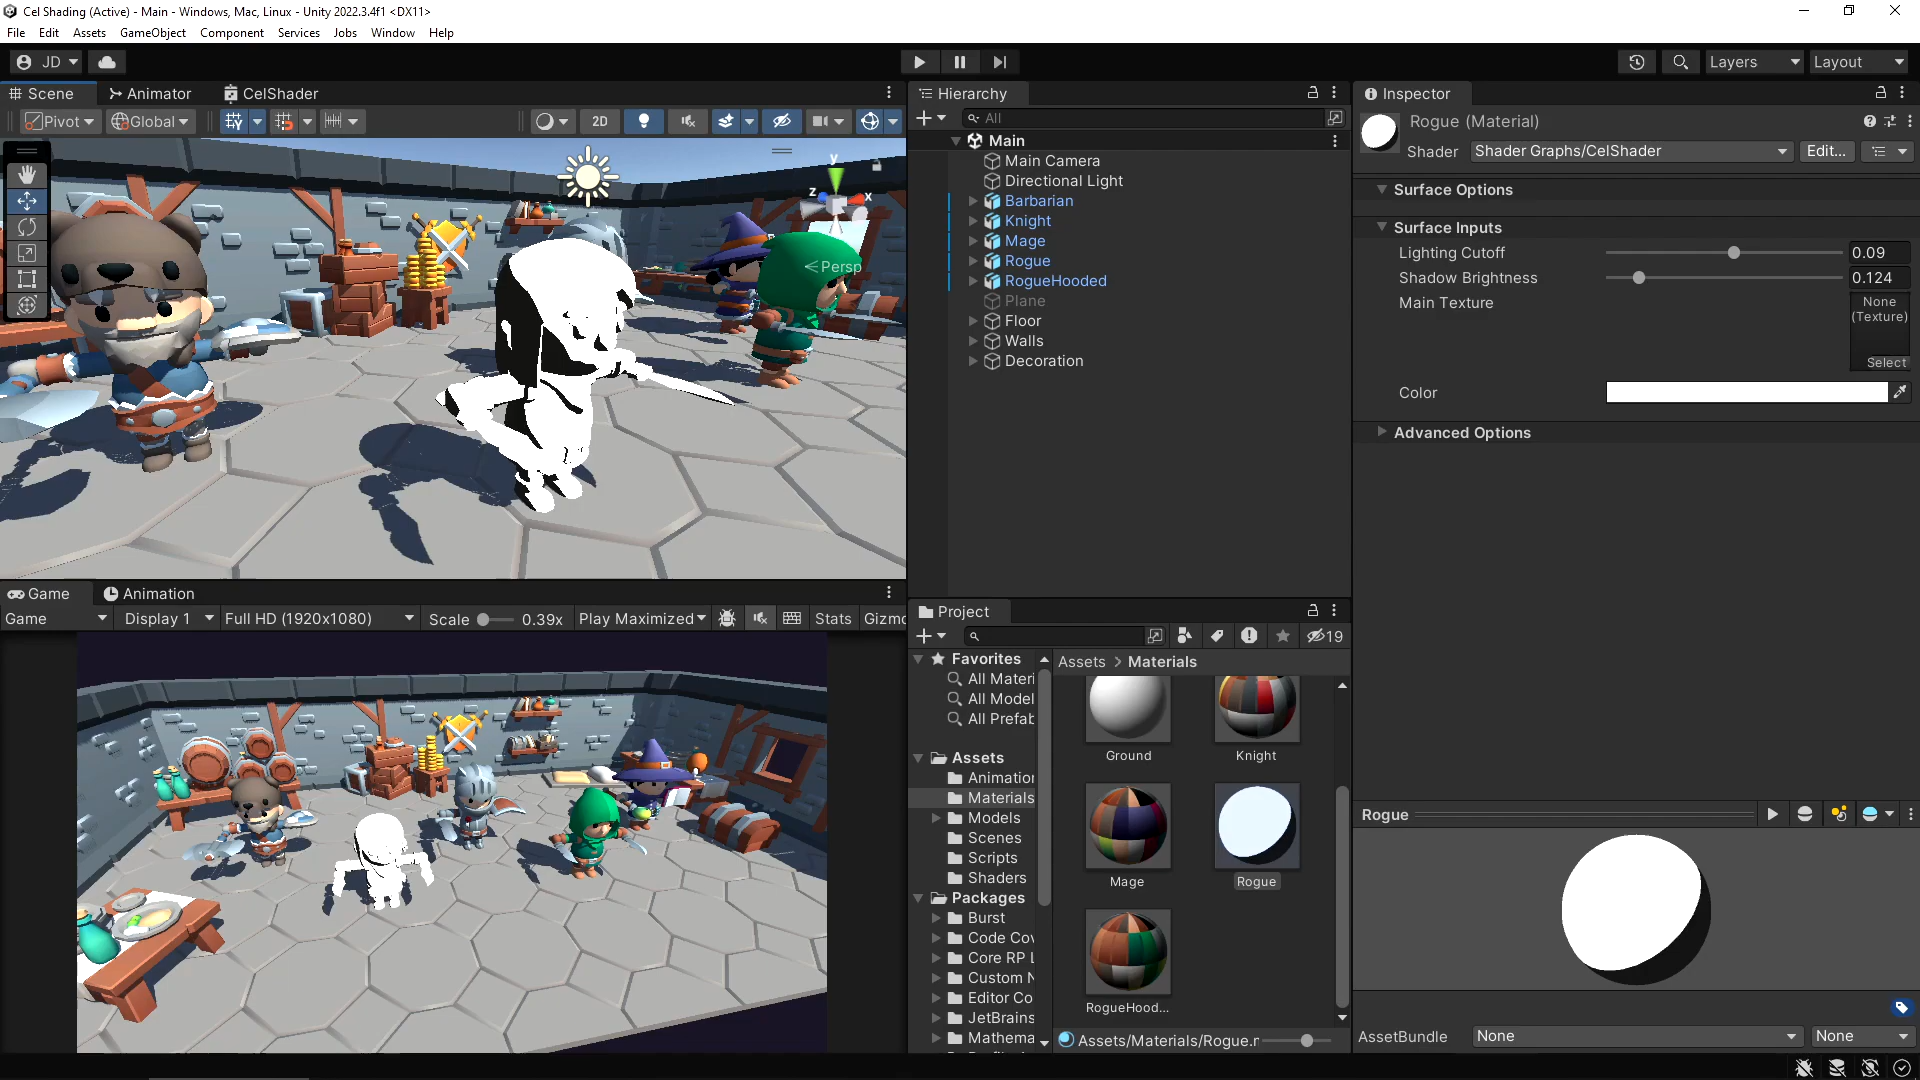 Cel Shading (Active) - Main - Windows, Mac, Linux - Unity 2022.3.4f1 <DX11>
File Edit Assets GameObject Component Services Jobs Window Help
JD
Layers
Layout
Scene
Animator
CelShader
Pivot
Global
2D
y
z
x
Persp
Hierarchy
All
Main
Main Camera
Directional Light
Barbarian
Knight
Mage
Rogue
RogueHooded
Plane
Floor
Walls
Decoration
Inspector
Rogue (Material)
Shader
Shader Graphs/CelShader
Edit...
Surface Options
Surface Inputs
Lighting Cutoff
0.09
Shadow Brightness
0.124
Main Texture
None
(Texture)
Select
Color
Advanced Options
Game
Animation
Game
Display 1
Full HD (1920x1080)
Scale
0.39x
Play Maximized
Stats
Gizmo
Project
19
Favorites
All Materi
All Model
All Prefab
Assets
Animation
Materials
Models
Scenes
Scripts
Shaders
Packages
Burst
Code Cov
Core RP L
Custom N
Editor Co
JetBrains
Mathema
Assets > Materials
Ground
Knight
Mage
Rogue
RogueHood...
Assets/Materials/Rogue.r
Rogue
AssetBundle
None
None